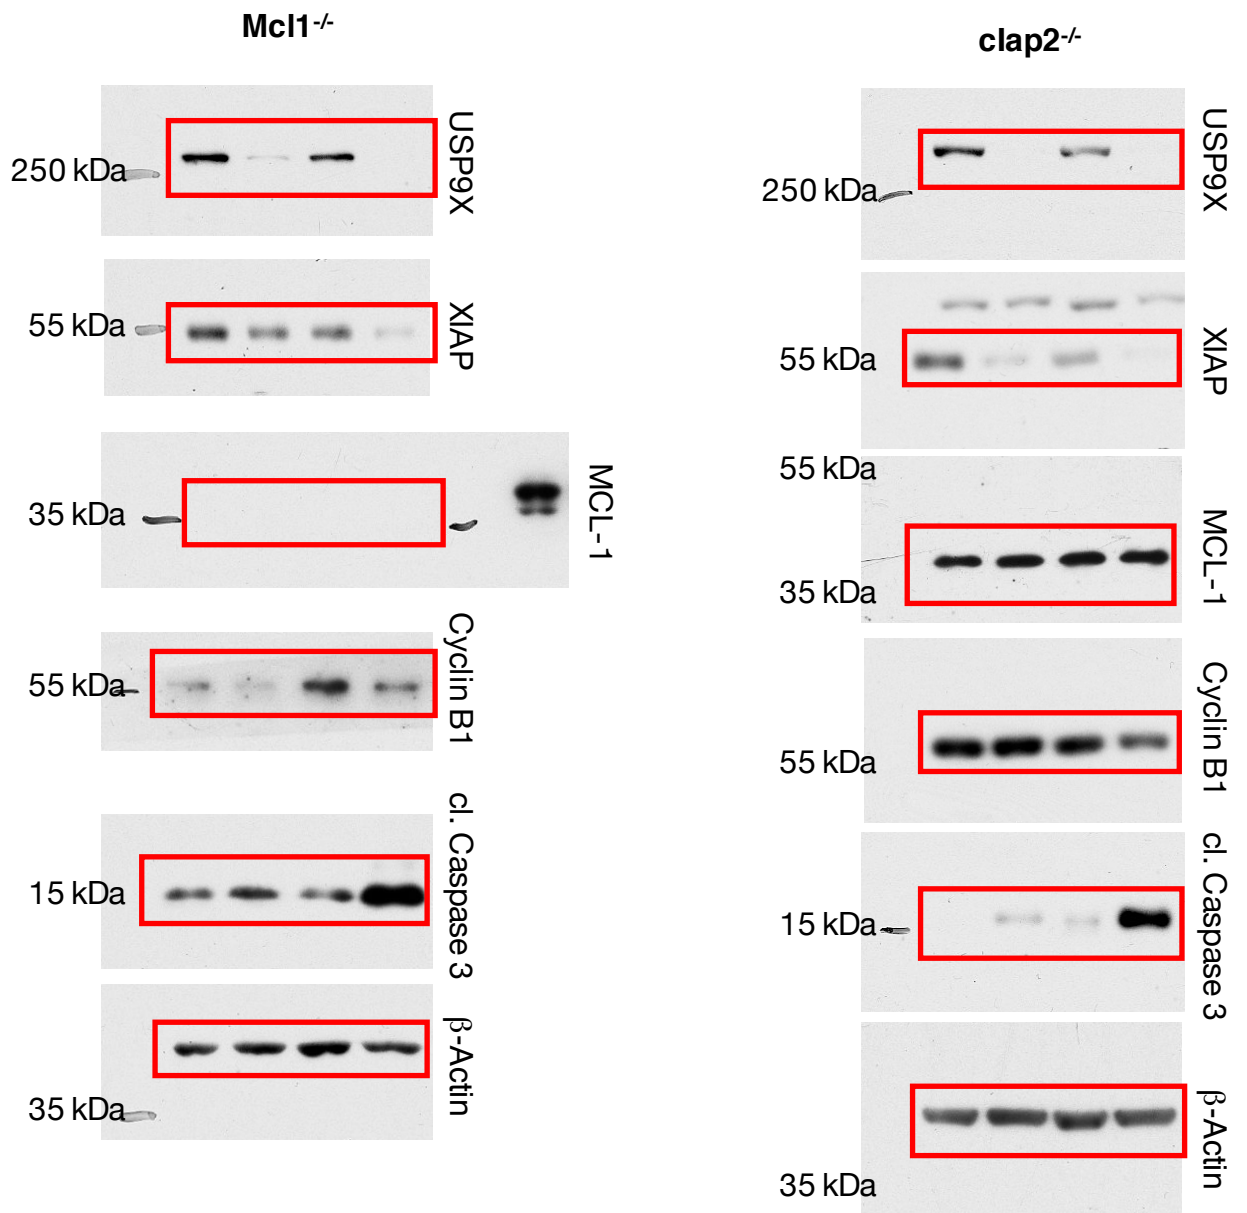 Mcl1-/-
250 kDa
USP9X
55 kDa
XIAP
35 kDa
MCL-1
55 kDa
Cyclin B1
15 kDa
cl. Caspase 3
35 kDa
β-Actin
cIap2-/-
250 kDa
USP9X
55 kDa
XIAP
55 kDa
35 kDa
MCL-1
55 kDa
Cyclin B1
15 kDa
cl. Caspase 3
35 kDa
β-Actin